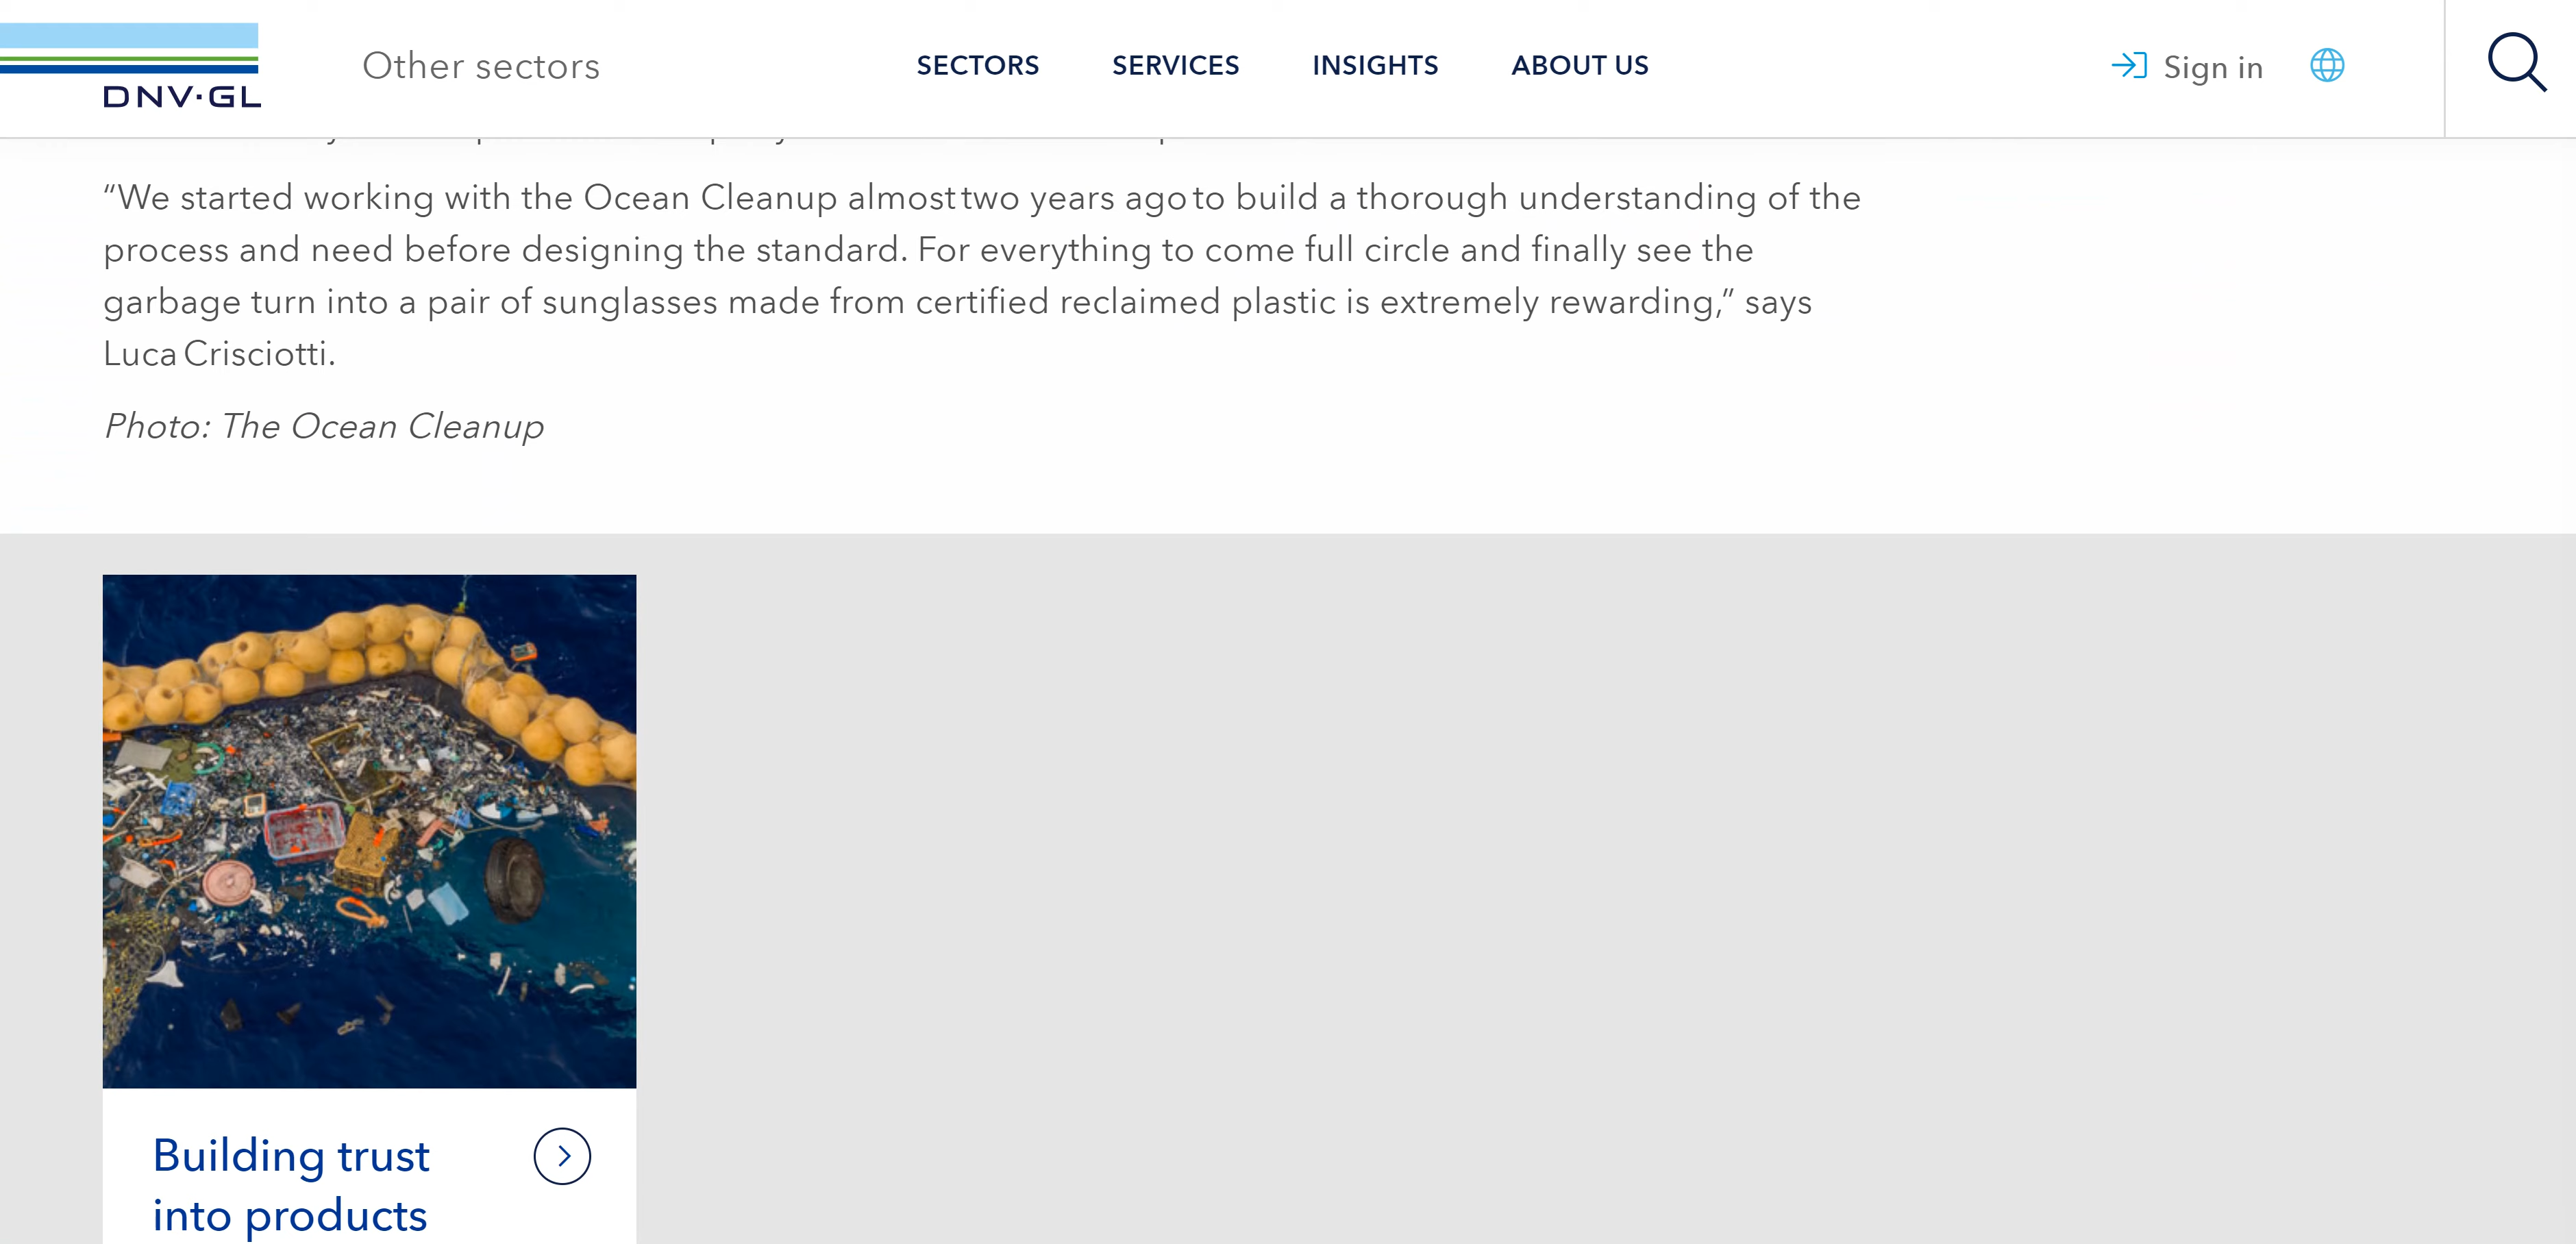 DNV·GL
Other sectors
SECTORS
SERVICES
INSIGHTS
ABOUT US
Sign in
“We started working with the Ocean Cleanup almost two years ago to build a thorough understanding of the
process and need before designing the standard. For everything to come full circle and finally see the
garbage turn into a pair of sunglasses made from certified reclaimed plastic is extremely rewarding,” says
Luca Crisciotti.
Photo: The Ocean Cleanup
Building trust
into products